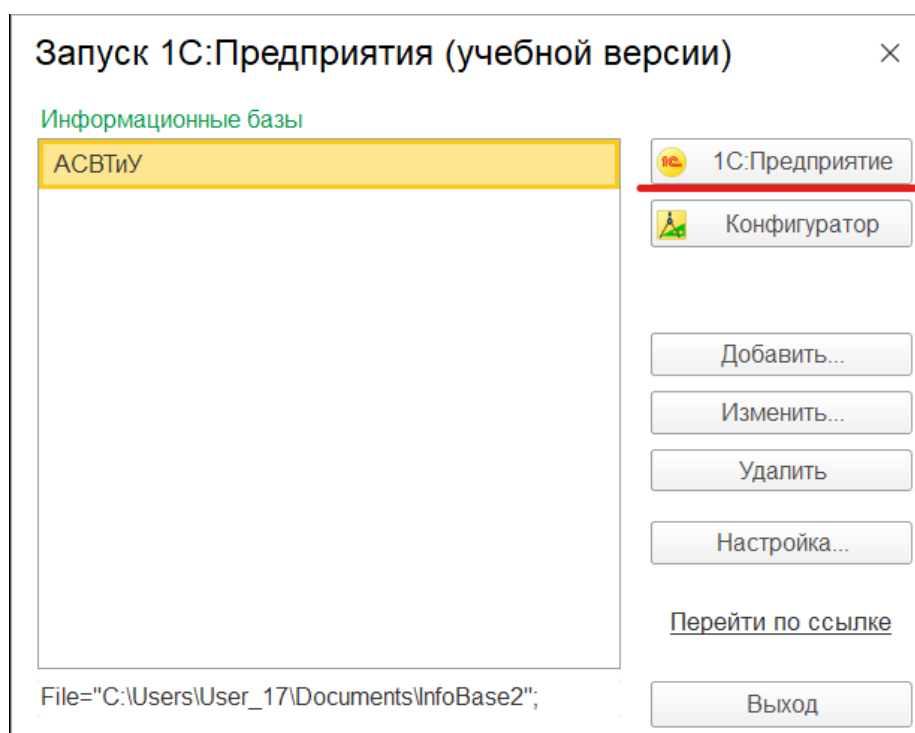 Запуск 1С:Предприятия (учебной версии)
Информационные базы
АСВТиУ
1С:Предприятие
Конфигуратор
Добавить...
Изменить...
Удалить
Настройка...
Перейти по ссылке
File="C:\Users\User_17\Documents\InfoBase2";
Выход